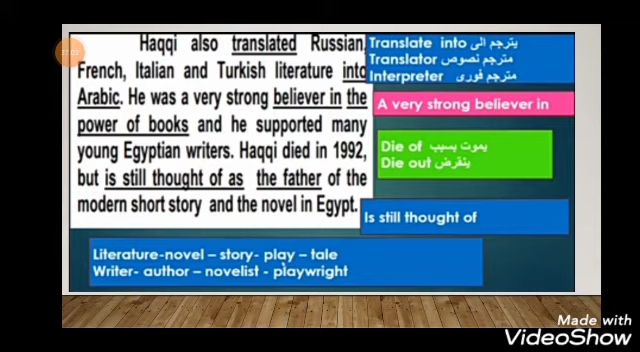 Haqqi also translated Russian,
French, Italian and Turkish literature into
Arabic. He was a very strong believer in the
power of books and he supported many
young Egyptian writers. Haqqi died in 1992,
but is still thought of as the father of the
modern short story and the novel in Egypt.
Translate into يترجم الى
Translator مترجم نصوص
Interpreter مترجم فورى
A very strong believer in
Die of يموت بسبب
Die out ينقرض
Is still thought of
Literature-novel – story- play – tale
Writer- author – novelist - playwright
Made with
VideoShow